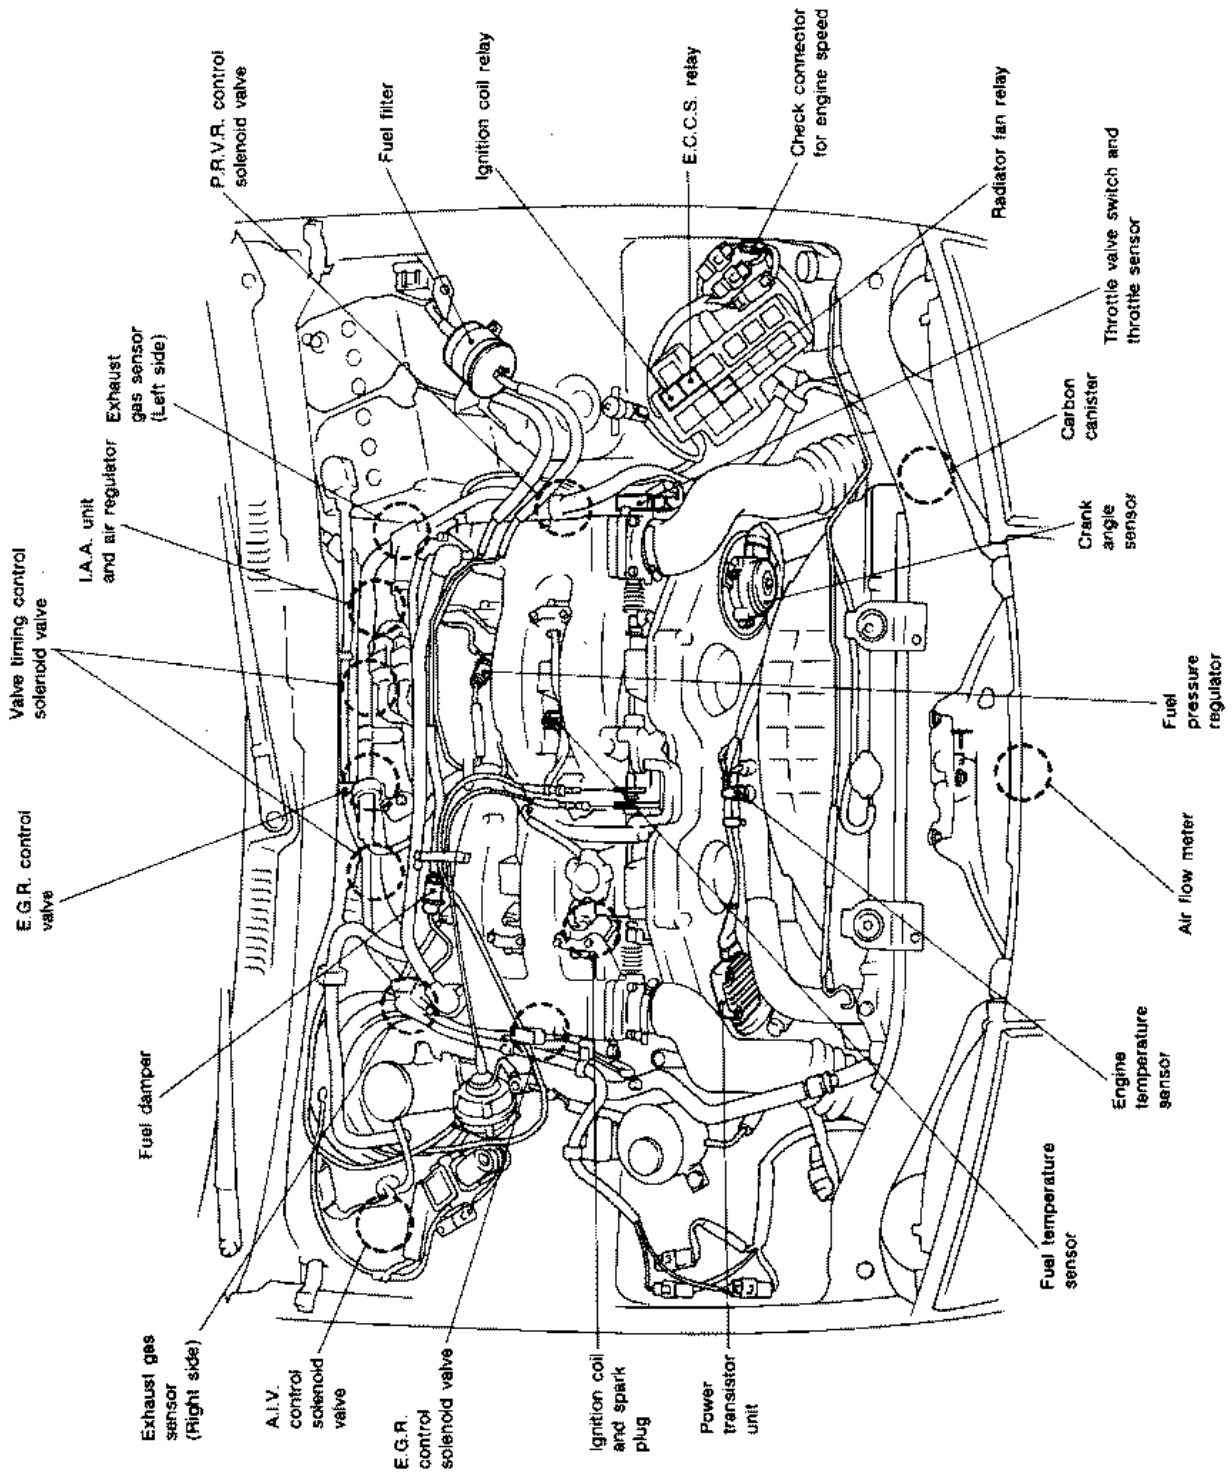 Exhaust gas
sensor
(Right side)
A.I.V.
control
solenoid
valve
E.G.R.
control
solenoid valve
Ignition coil
and spark
plug
Power
transistor
unit
Fuel damper
E.G.R. control
valve
Valve timing control
solenoid valve
I.A.A. unit
and air regulator
Exhaust
gas sensor
(Left side)
P.R.V.R. control
solenoid valve
Fuel filter
Ignition coil relay
E.C.C.S. relay
Check connector
for engine speed
Radiator fan relay
Throttle valve switch and
throttle sensor
Carbon
canister
Crank
angle
sensor
Fuel
pressure
regulator
Air flow meter
Engine
temperature
sensor
Fuel temperature
sensor